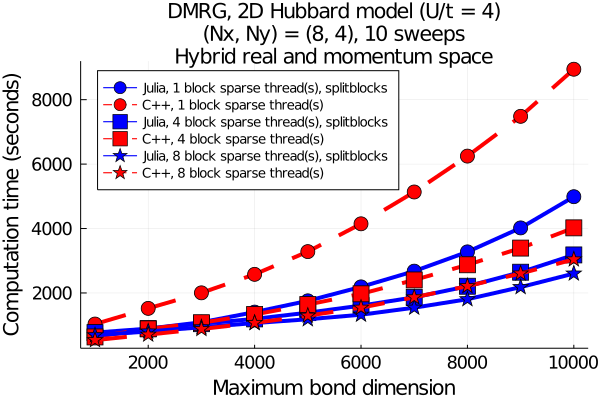 DMRG, 2D Hubbard model (U/t = 4)
(Nx, Ny) = (8, 4), 10 sweeps
Hybrid real and momentum space
Julia, 1 block sparse thread(s), splitblocks
C++, 1 block sparse thread(s)
Julia, 4 block sparse thread(s), splitblocks
C++, 4 block sparse thread(s)
Julia, 8 block sparse thread(s), splitblocks
C++, 8 block sparse thread(s)
Computation time (seconds)
8000
6000
4000
2000
2000 4000 6000 8000 10000
Maximum bond dimension